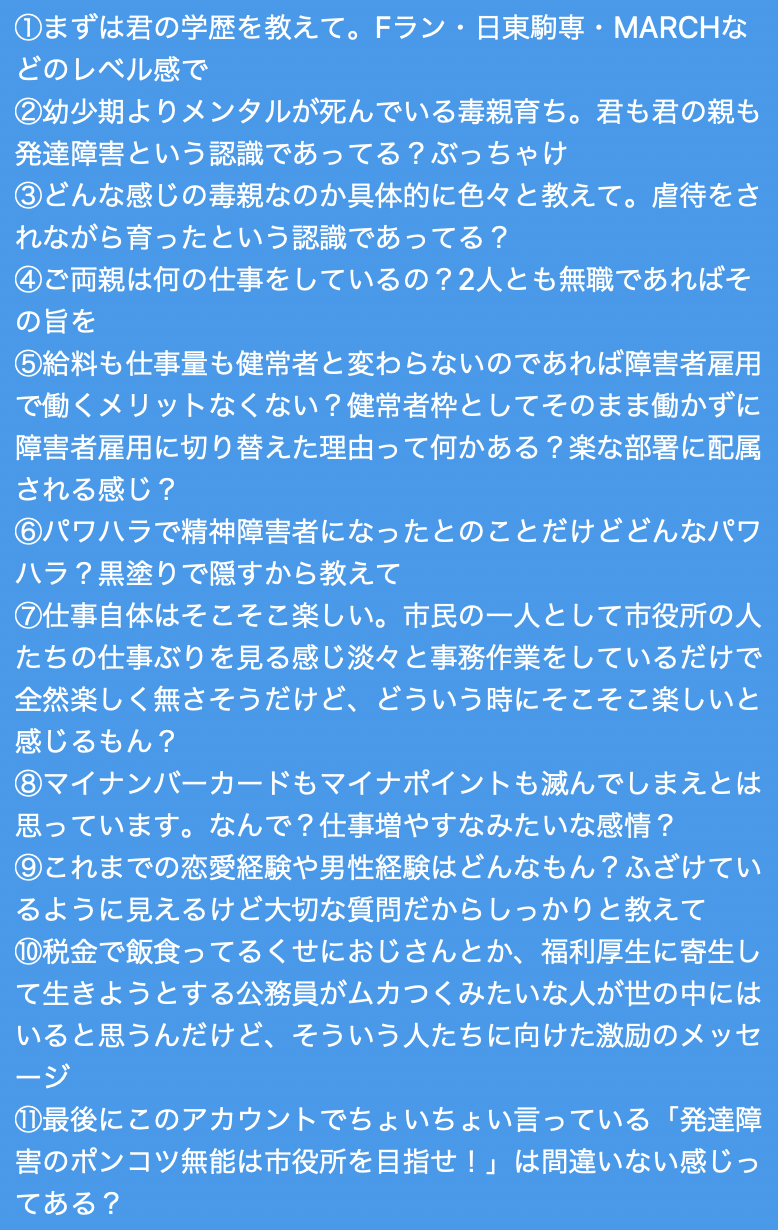 ①まずは君の学歴を教えて。Fラン・日東駒専・MARCHな
どのレベル感で
②幼少期よりメンタルが死んでいる毒親育ち。君も君の親も
発達障害という認識であってる？ぶっちゃけ
③どんな感じの毒親なのか具体的に色々と教えて。虐待をさ
れながら育ったという認識であってる？
④ご両親は何の仕事をしているの？2人とも無職であればそ
の旨を
⑤給料も仕事量も健常者と変わらないのであれば障害者雇用
で働くメリットなくない？健常者枠としてそのまま働かずに
障害者雇用に切り替えた理由って何かある？楽な部署に配属
される感じ？
⑥パワハラで精神障害者になったとのことだけどどんなパワ
ハラ？黒塗りで隠すから教えて
⑦仕事自体はそこそこ楽しい。市民の一人として市役所の人
たちの仕事ぶりを見る感じ淡々と事務作業をしているだけで
全然楽しく無さそうだけど、どういう時にそこそこ楽しいと
感じるもん？
⑧マイナンバーカードもマイナポイントも滅んでしまえとは
思っています。なんで？仕事増やすなみたいな感情？
⑨これまでの恋愛経験や男性経験はどんなもん？ふざけてい
るように見えるけど大切な質問だからしっかりと教えて
⑩税金で飯食ってるくせにおじさんとか、福利厚生に寄生し
て生きようとする公務員がムカつくみたいな人が世の中には
いると思うんだけど、そういう人たちに向けた激励のメッセ
ージ
⑪最後にこのアカウントでちょいちょい言っている「発達障
害のポンコツ無能は市役所を目指せ！」は間違いない感じっ
てある？